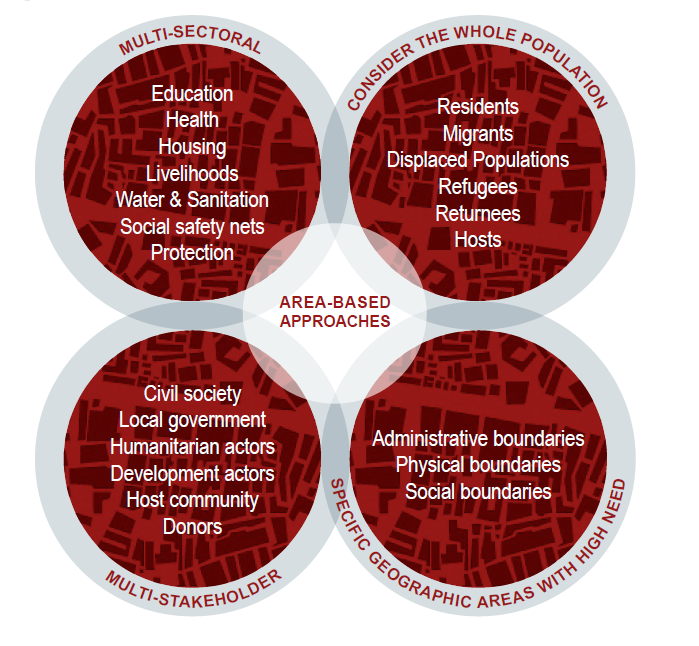 MULTI-SECTORAL
Education
Health
Housing
Livelihoods
Water & Sanitation
Social safety nets
Protection
CONSIDER THE WHOLE POPULATION
Residents
Migrants
Displaced Populations
Refugees
Returnees
Hosts
AREA-BASED
APPROACHES
Civil society
Local government
Humanitarian actors
Development actors
Host community
Donors
MULTI-STAKEHOLDER
Administrative boundaries
Physical boundaries
Social boundaries
SPECIFIC GEOGRAPHIC AREAS WITH HIGH NEED